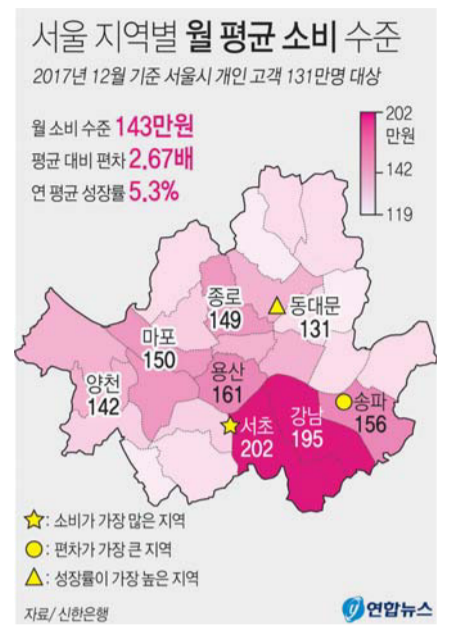 서울 지역별 월 평균 소비 수준
2017년 12월 기준 서울시 개인 고객 131만명 대상
월 소비 수준 143만원
평균 대비 편차 2.67배
연 평균 성장률 5.3%
202
만원
142
119
종로
149
동대문
131
마포
150
양천
142
용산
161
서초
202
강남
195
송파
156
: 소비가 가장 많은 지역
: 편차가 가장 큰 지역
: 성장률이 가장 높은 지역
자료/ 신한은행
연합뉴스